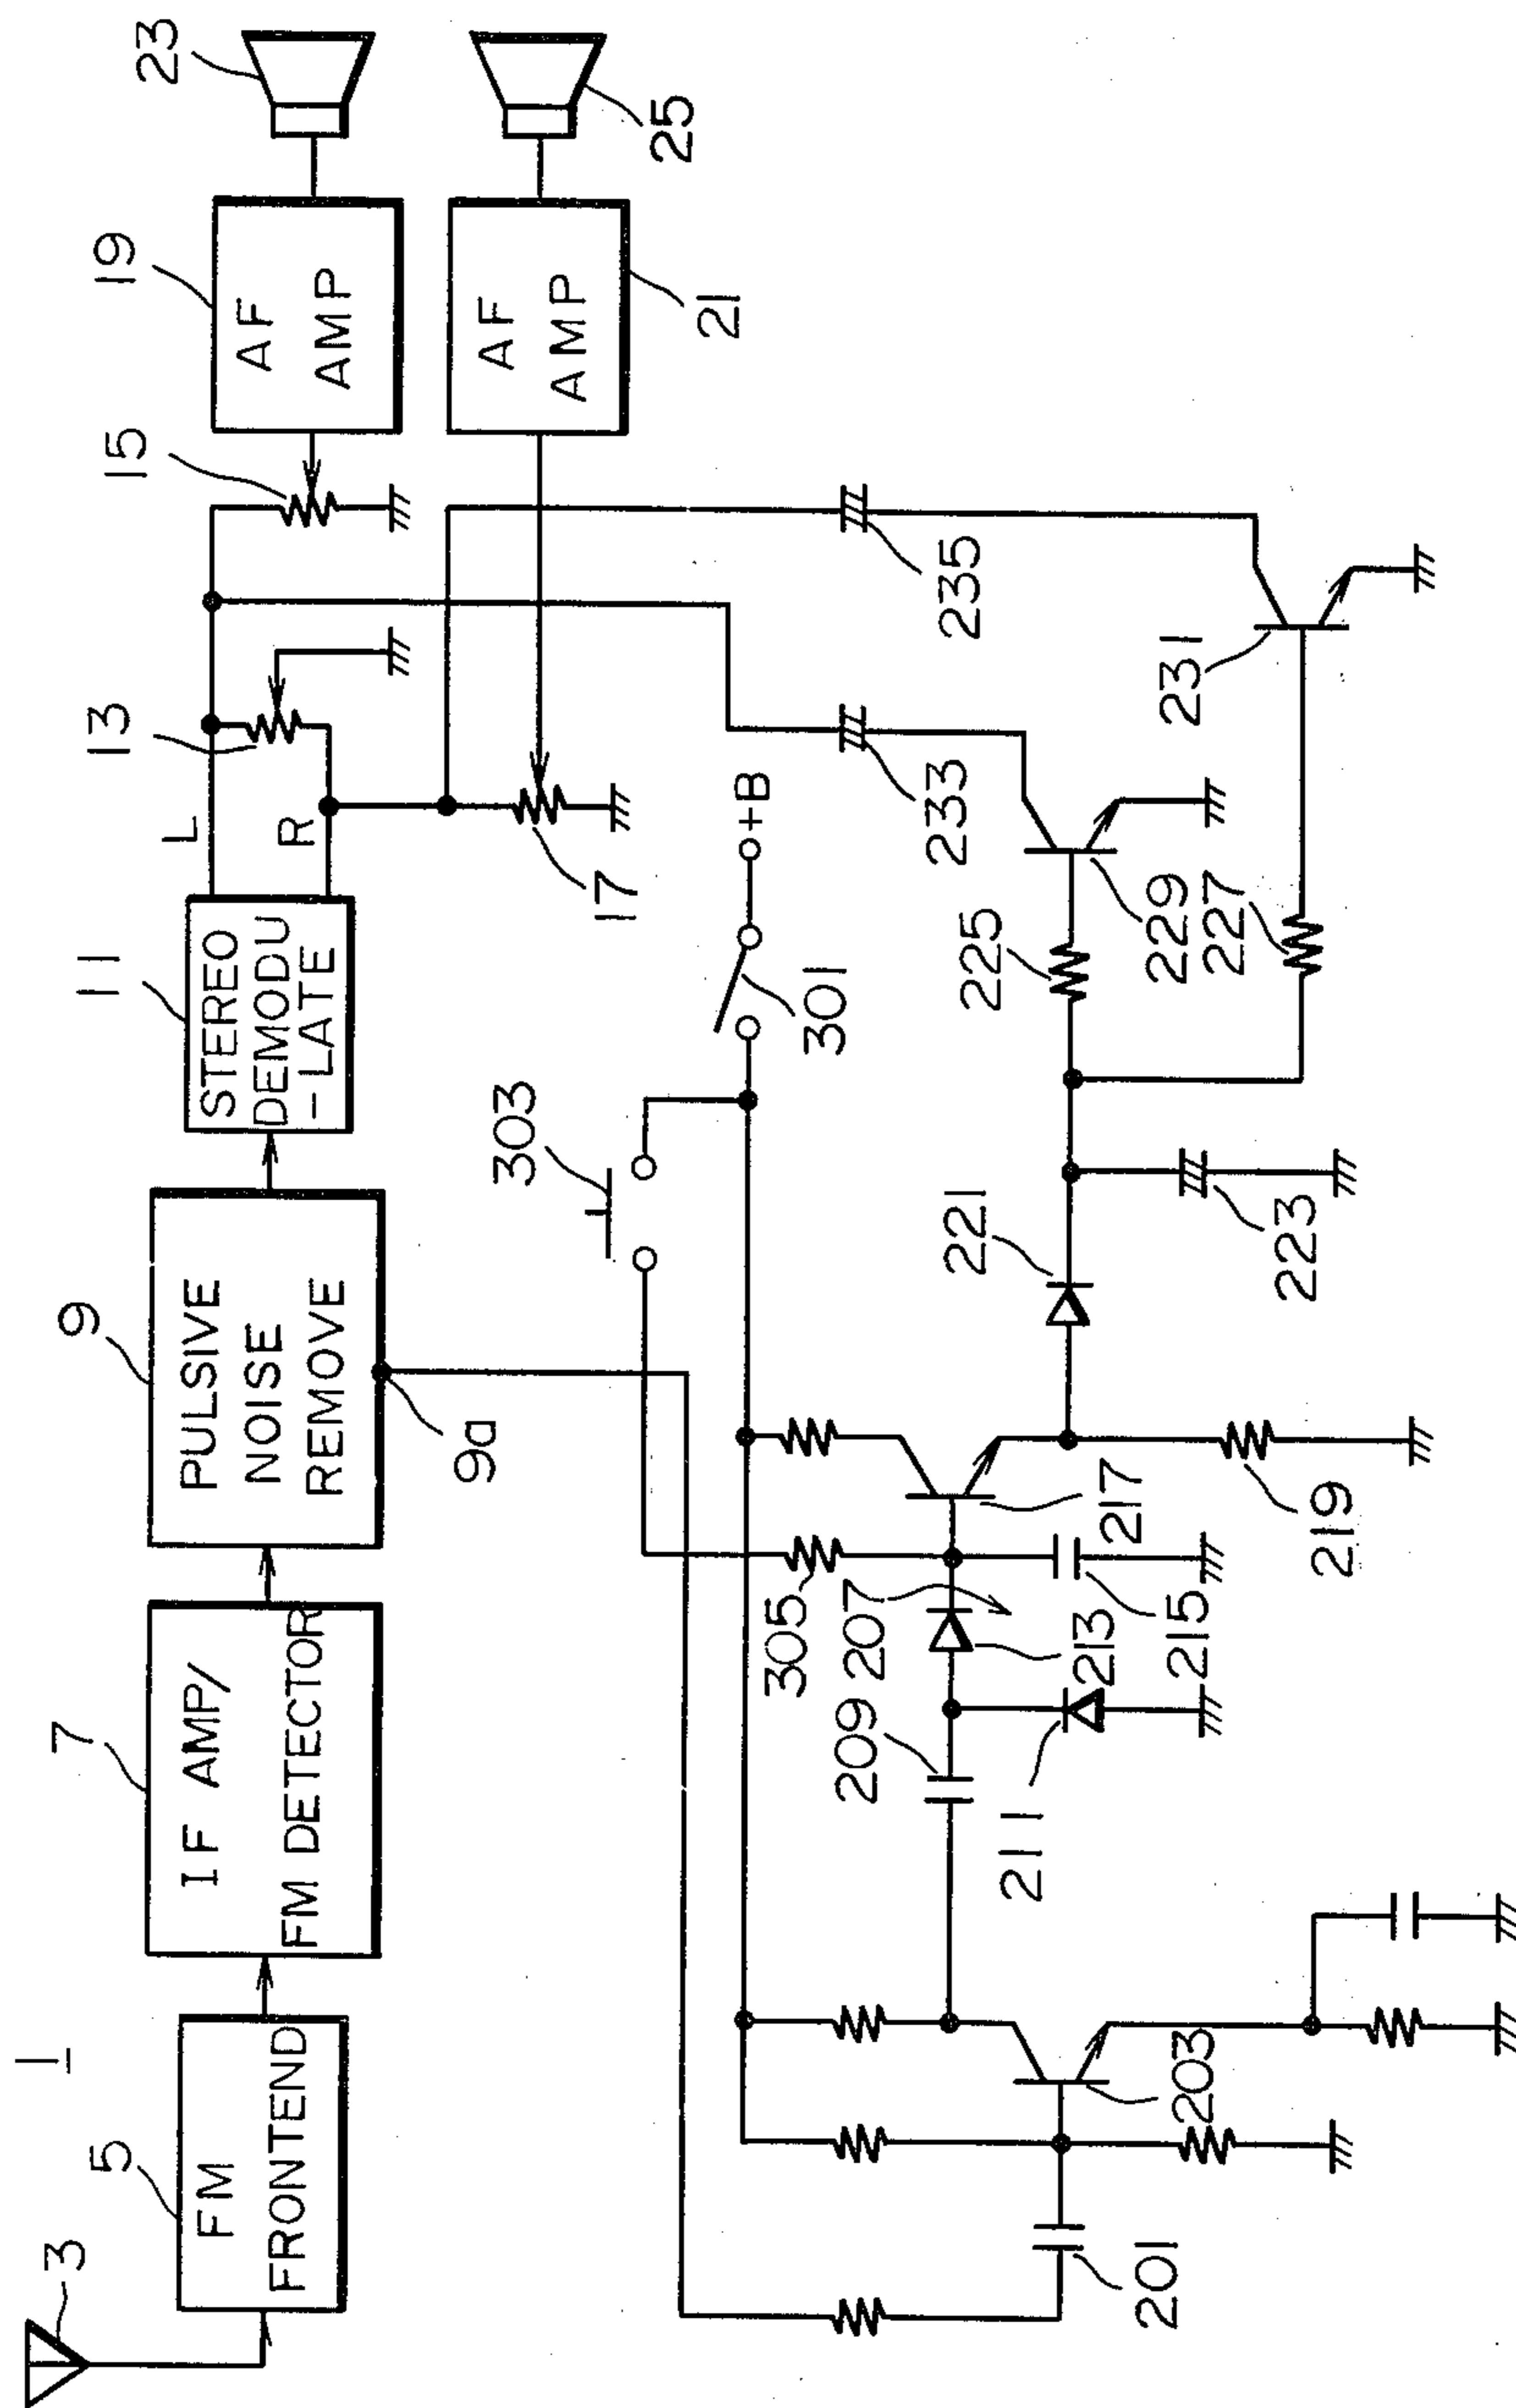 1
3
5
FM
FRONTEND
7
IF AMP/
FM DETECTOR
9
PULSIVE
NOISE
REMOVE
9a
11
STEREO
DEMODU
-LATE
L
R
13
15
17
19
AF
AMP
21
AF
AMP
23
25
303
301
+B
305
207
201
203
209
211
213
215
217
219
221
223
225
227
229
231
233
235